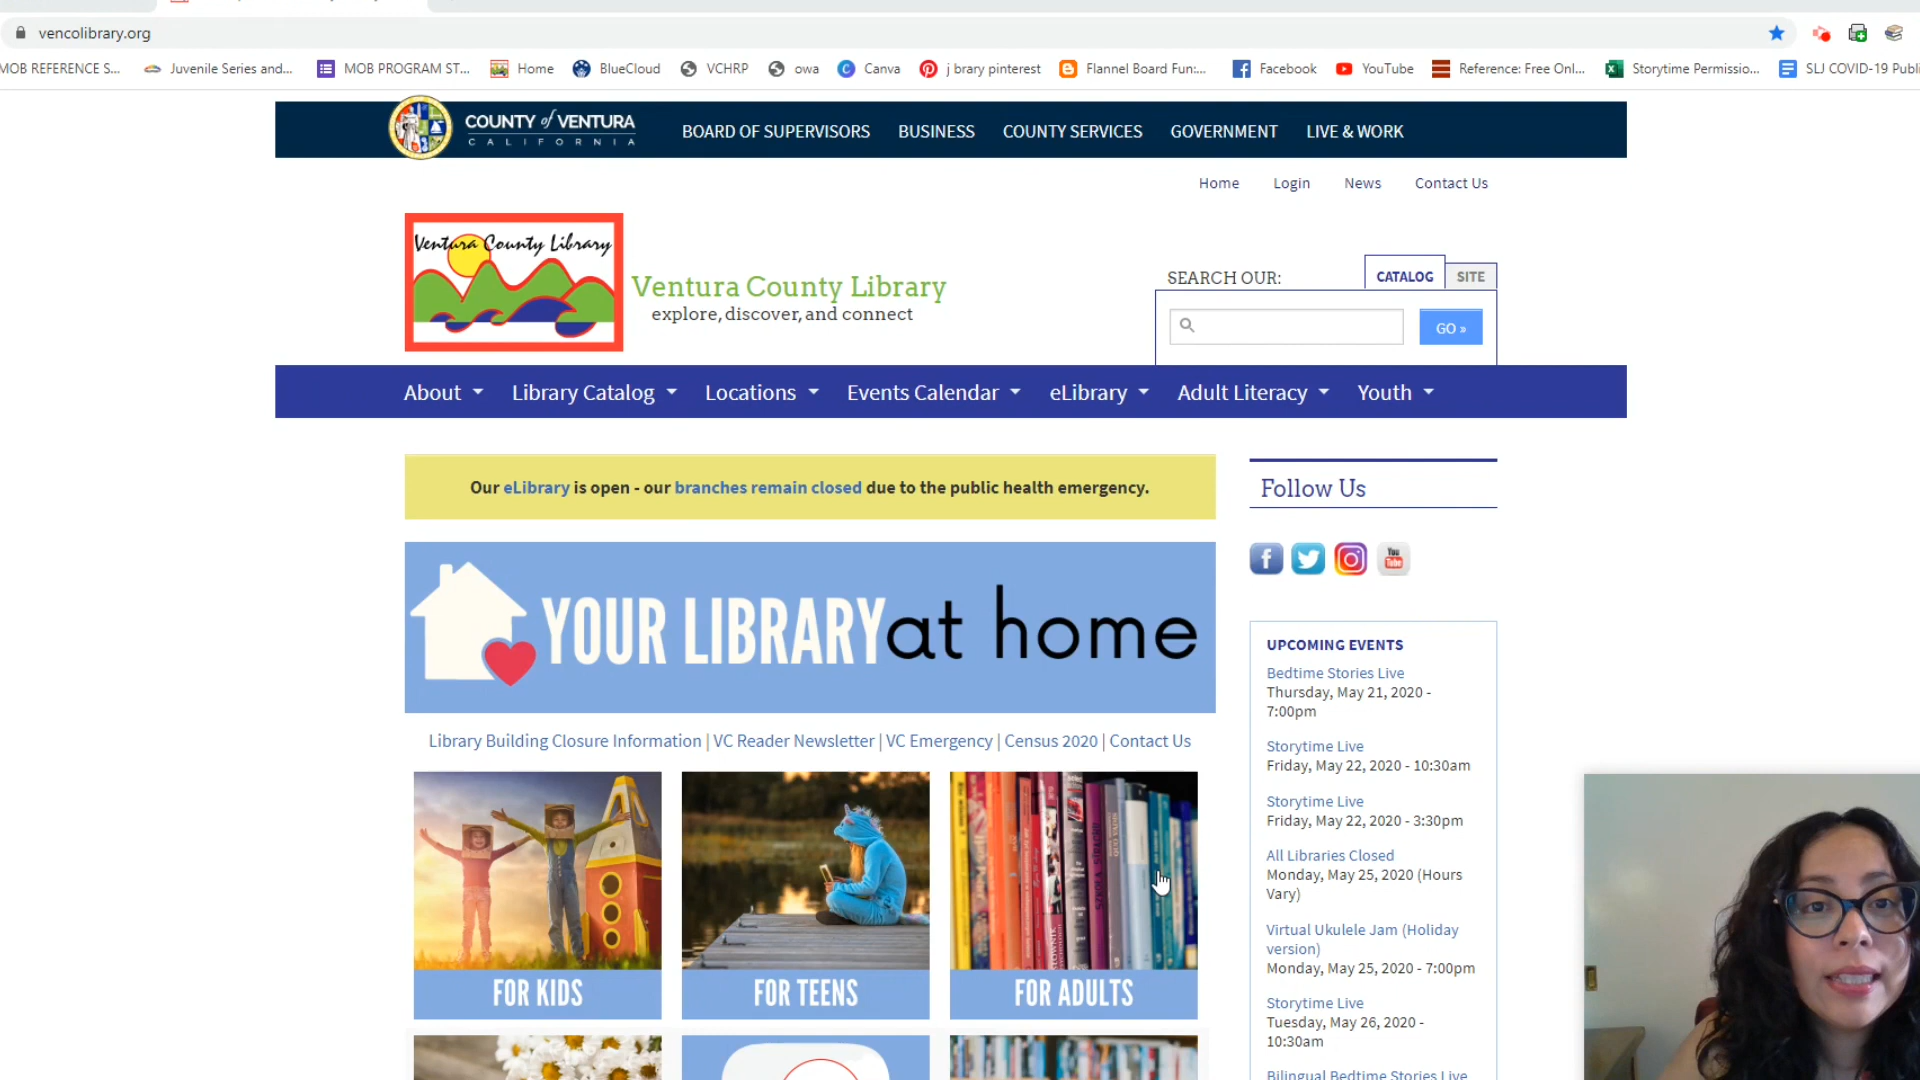 vencolibrary.org
MOB REFERENCE S...
Juvenile Series and...
MOB PROGRAM ST...
Home
BlueCloud
VCHRP
owa
Canva
j brary pinterest
Flannel Board Fun:...
Facebook
YouTube
Reference: Free Onl...
Storytime Permissio...
SLJ COVID-19 Publi
COUNTY of VENTURA
CALIFORNIA
BOARD OF SUPERVISORS
BUSINESS
COUNTY SERVICES
GOVERNMENT
LIVE & WORK
Home
Login
News
Contact Us
Ventura County Library
Ventura County Library
explore, discover, and connect
SEARCH OUR:
CATALOG
SITE
GO »
About
Library Catalog
Locations
Events Calendar
eLibrary
Adult Literacy
Youth
Our eLibrary is open - our branches remain closed due to the public health emergency.
YOUR LIBRARY at home
Library Building Closure Information | VC Reader Newsletter | VC Emergency | Census 2020 | Contact Us
FOR KIDS
FOR TEENS
FOR ADULTS
Follow Us
You
Tube
UPCOMING EVENTS
Bedtime Stories Live
Thursday, May 21, 2020 -
7:00pm
Storytime Live
Friday, May 22, 2020 - 10:30am
Storytime Live
Friday, May 22, 2020 - 3:30pm
All Libraries Closed
Monday, May 25, 2020 (Hours
Vary)
Virtual Ukulele Jam (Holiday
version)
Monday, May 25, 2020 - 7:00pm
Storytime Live
Tuesday, May 26, 2020 -
10:30am
Bilingual Bedtime Stories Live